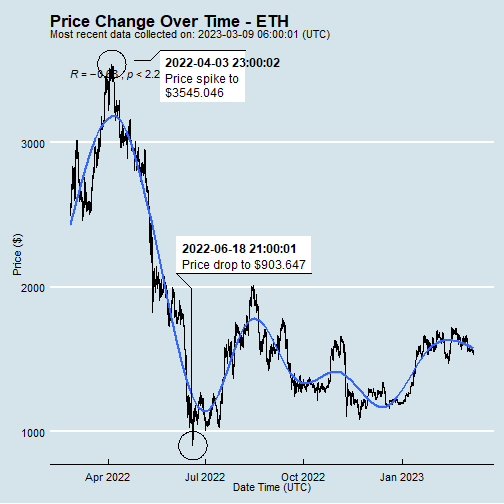 Price Change Over Time - ETH
Most recent data collected on: 2023-03-09 06:00:01 (UTC)
2022-04-03 23:00:02
Price spike to
$3545.046
, p < 2.2
3000
2022-06-18 21:00:01
Price drop to $903.647
Price ($)
2000
1000
Apr 2022
Jul 2022
Oct 2022
Jan 2023
Date Time (UTC)